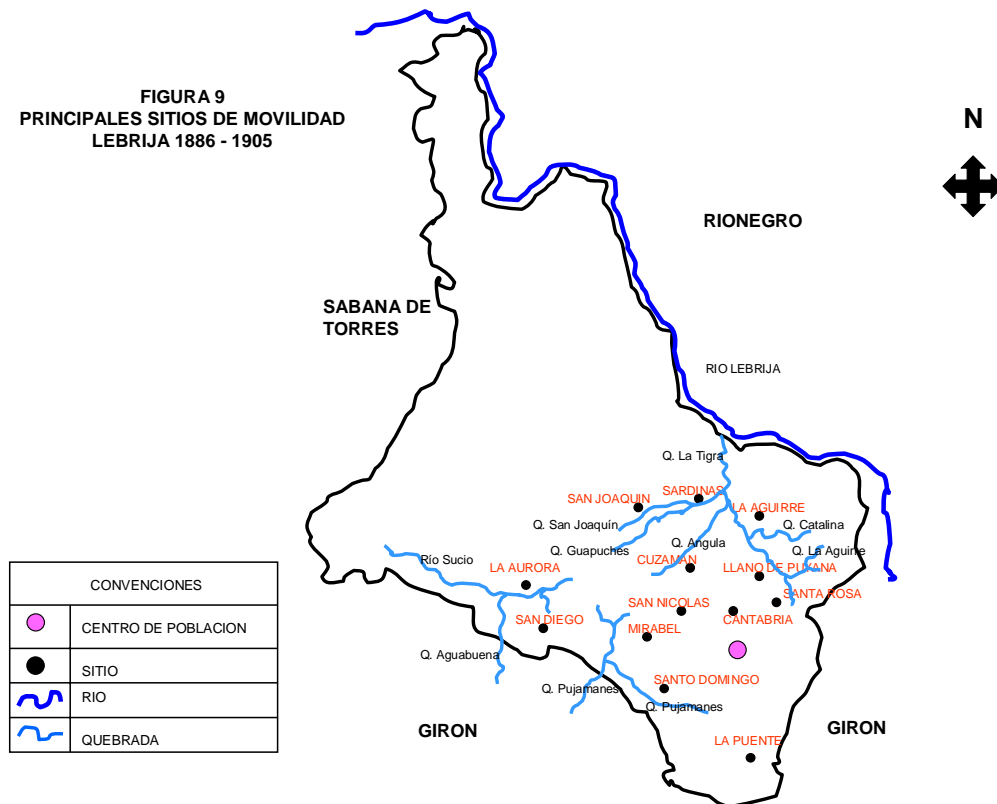 FIGURA 9
PRINCIPALES SITIOS DE MOVILIDAD
LEBRIJA 1886 - 1905
N
RIONEGRO
SABANA DE
TORRES
RIO LEBRIJA
Q. La Tigra
SARDINAS
SAN JOAQUIN
LA AGUIRRE
Q. San Joaquín
Q. Catalina
Q. Angula
Q. Guapuches
Q. La Aguirre
Río Sucio
CUZAMAN
LA AURORA
LLANO DE PUYANA
SANTA ROSA
SAN NICOLAS
SAN DIEGO
CANTABRIA
MIRABEL
Q. Aguabuena
SANTO DOMINGO
Q. Pujamanes
Q. Pujamanes
GIRON
GIRON
LA PUENTE
CONVENCIONES
CENTRO DE POBLACION
SITIO
RIO
QUEBRADA